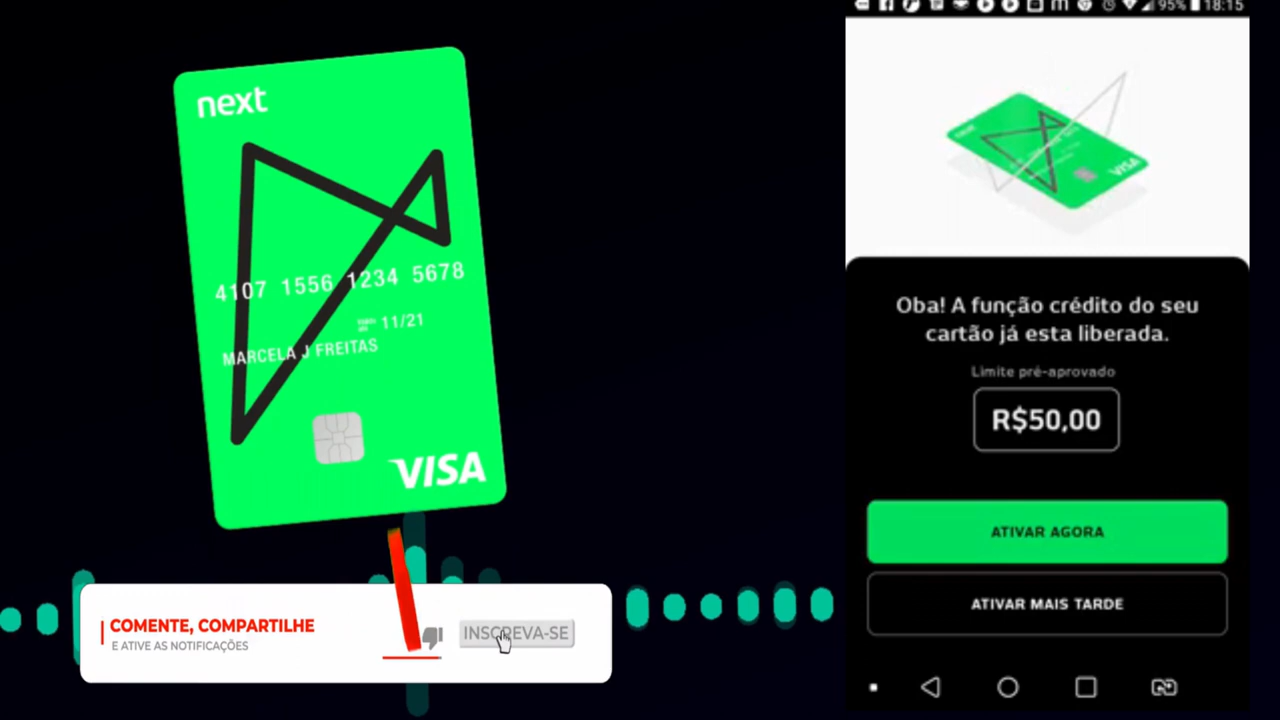 next
4107 1556 1234 5678
11/21
MARCELA J FREITAS
VISA
COMENTE, COMPARTILHE
E ATIVE AS NOTIFICAÇÕES
INSCREVA-SE
95% 18:15
next
VISA
Oba! A função crédito do seu
cartão já esta liberada.
Limite pré-aprovado
R$50,00
ATIVAR AGORA
ATIVAR MAIS TARDE